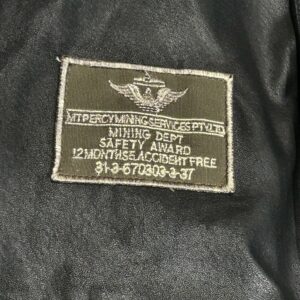 MT PERCY MINING SERVICES PTY LTD
MINING DEPT
SAFETY AWARD
12 MONTHS ACCIDENT FREE
31-3-670303-3-37